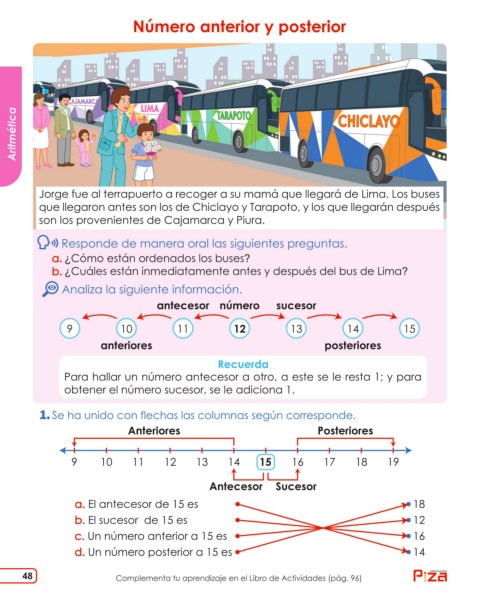 Número anterior y posterior
Aritmética
CAJAMARCA
LIMA
TARAPOTO
CHICLAYO
Jorge fue al terrapuerto a recoger a su mamá que llegará de Lima. Los buses
que llegaron antes son los de Chiclayo y Tarapoto, y los que llegarán después
son los provenientes de Cajamarca y Piura.
Responde de manera oral las siguientes preguntas.
a. ¿Cómo están ordenados los buses?
b. ¿Cuáles están inmediatamente antes y después del bus de Lima?
Analiza la siguiente información.
antecesor número sucesor
9 10 11 12 13 14 15
anteriores posteriores
Recuerda
Para hallar un número antecesor a otro, a este se le resta 1; y para
obtener el número sucesor, se le adiciona 1.
1. Se ha unido con flechas las columnas según corresponde.
Anteriores Posteriores
9 10 11 12 13 14 15 16 17 18 19
Antecesor Sucesor
a. El antecesor de 15 es 18
b. El sucesor de 15 es 12
c. Un número anterior a 15 es 16
d. Un número posterior a 15 es 14
48
Complementa tu aprendizaje en el Libro de Actividades (pág. 96)
Piza